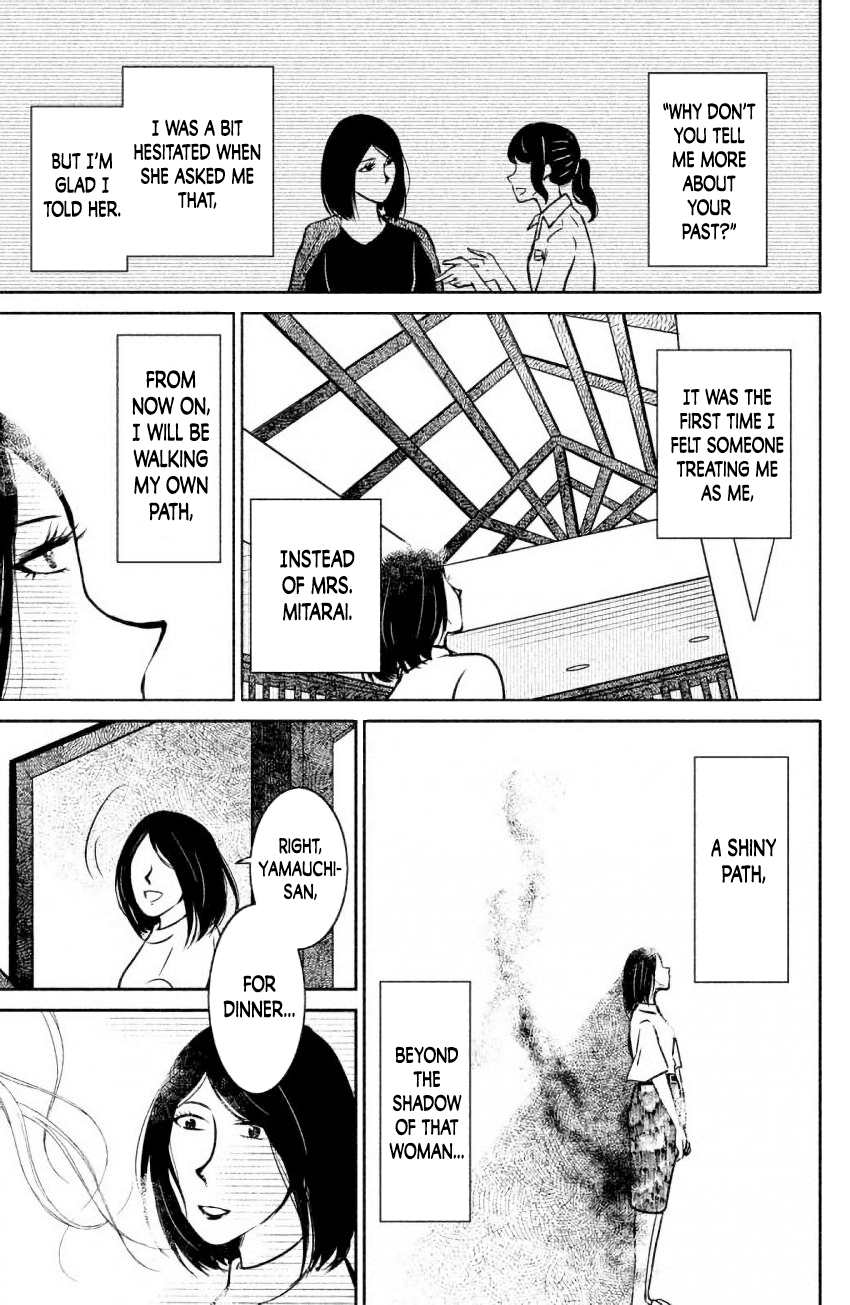 "WHY DON'T
YOU TELL
ME MORE
ABOUT
YOUR
PAST?"
I WAS A BIT
HESITATED WHEN
SHE ASKED ME
THAT,
BUT I'M
GLAD I
TOLD HER.
IT WAS THE
FIRST TIME I
FELT SOMEONE
TREATING ME
AS ME,
INSTEAD
OF MRS.
MITARAI.
FROM
NOW ON,
I WILL BE
WALKING
MY OWN
PATH,
A SHINY
PATH,
BEYOND
THE
SHADOW
OF THAT
WOMAN...
RIGHT,
YAMAUCHI-
SAN,
FOR
DINNER...